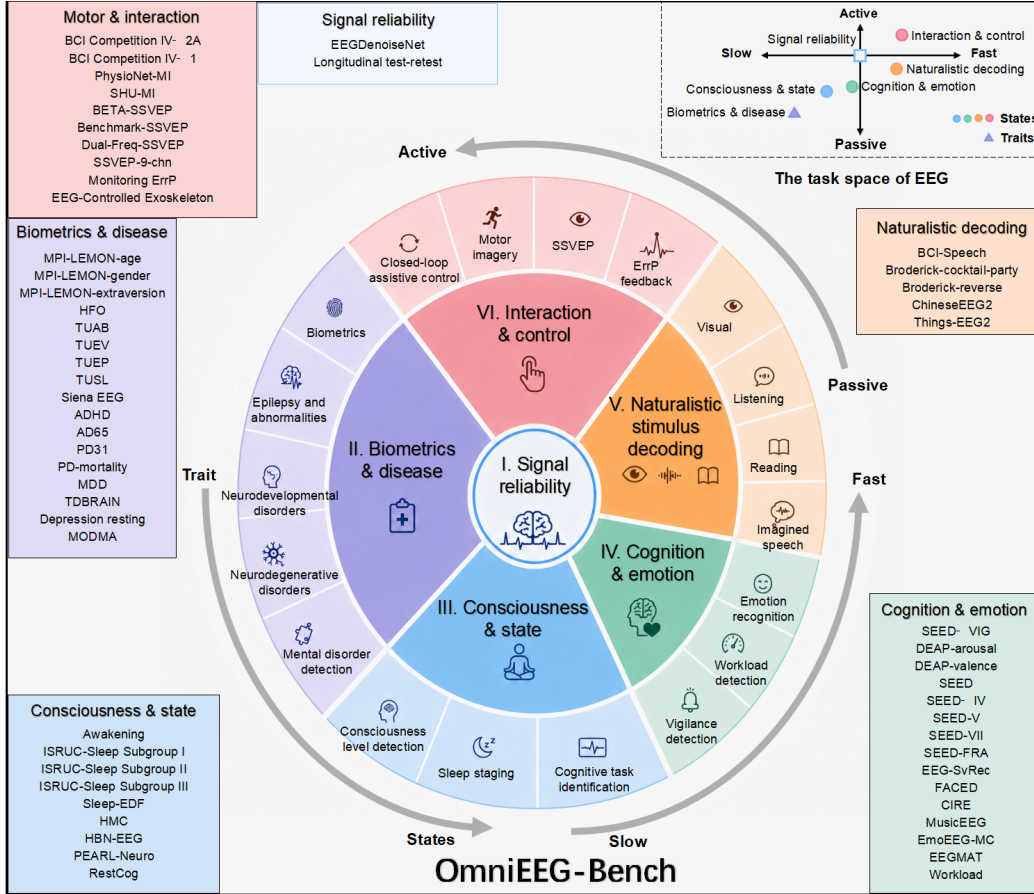 Motor & interaction
BCI Competition IV- 2A
BCI Competition IV- 1
PhysioNet-MI
SHU-MI
BETA-SSVEP
Benchmark-SSVEP
Dual-Freq-SSVEP
SSVEP-9-chn
Monitoring ErrP
EEG-Controlled Exoskeleton
Signal reliability
EEGDenoiseNet
Longitudinal test-retest
Active
Signal reliability
Interaction & control
Slow
Fast
Naturalistic decoding
Consciousness & state
Cognition & emotion
Biometrics & disease
States
Passive
Traits
The task space of EEG
Biometrics & disease
MPI-LEMON-age
MPI-LEMON-gender
MPI-LEMON-extraversion
HFO
TUAB
TUEV
TUEP
TUSL
Siena EEG
ADHD
AD65
PD31
PD-mortality
MDD
TDBRAIN
Depression resting
MODMA
Naturalistic decoding
BCI-Speech
Broderick-cocktail-party
Broderick-reverse
ChineseEEG2
Things-EEG2
Active
Passive
Trait
Fast
States
Slow
Closed-loop
assistive control
Motor
imagery
SSVEP
ErrP
feedback
Biometrics
Visual
Epilepsy and
abnormalities
Listening
Neurodevelopmental
disorders
Reading
Imagined
speech
Neurodegenerative
disorders
Emotion
recognition
Mental disorder
detection
Workload
detection
Consciousness
level detection
Sleep staging
Cognitive task
identification
Vigilance
detection
VI. Interaction
& control
II. Biometrics
& disease
V. Naturalistic
stimulus
decoding
I. Signal
reliability
IV. Cognition
& emotion
III. Consciousness
& state
Consciousness & state
Awakening
ISRUC-Sleep Subgroup I
ISRUC-Sleep Subgroup II
ISRUC-Sleep Subgroup III
Sleep-EDF
HMC
HBN-EEG
PEARL-Neuro
RestCog
Cognition & emotion
SEED- VIG
DEAP-arousal
DEAP-valence
SEED
SEED- IV
SEED-V
SEED-VII
SEED-FRA
EEG-SvRec
FACED
CIRE
MusicEEG
EmoEEG-MC
EEGMAT
Workload
OmniEEG-Bench